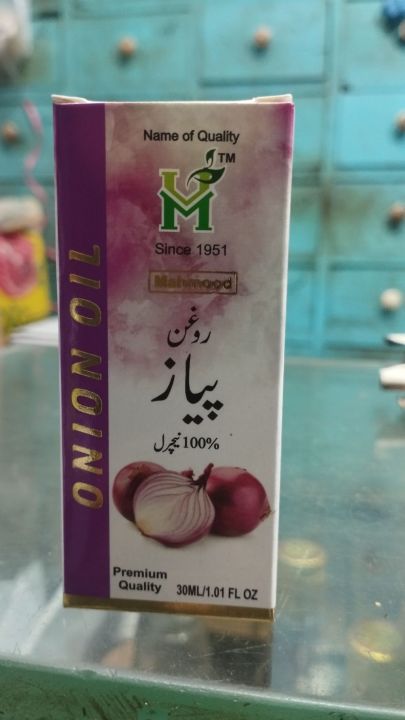 Name of Quality
VM TM
Since 1951
Mahmood
روغن
پیاز
100% نیچرل
ONION OIL
Premium
Quality
30ML/1.01 FL OZ